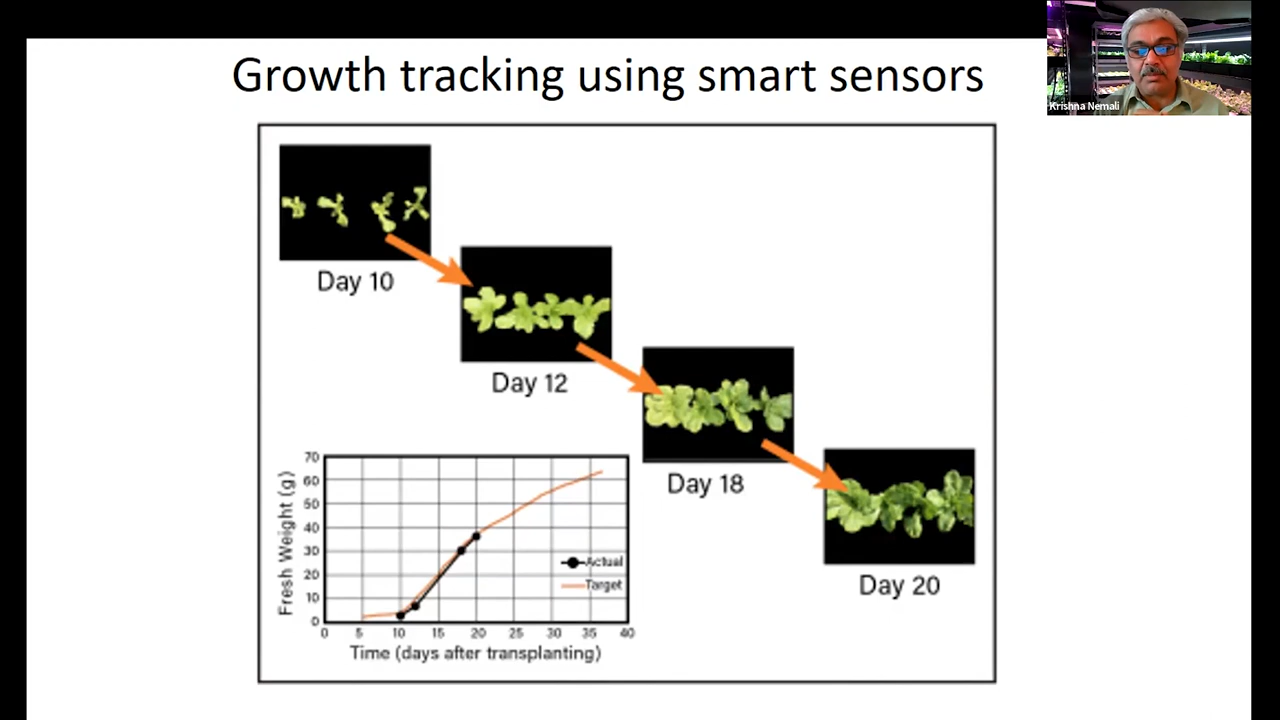 Growth tracking using smart sensors
Krishna Nemali
Day 10
Day 12
Day 18
Day 20
Fresh Weight (g)
70
60
50
40
30
20
10
0
Actual
Target
0 5 10 15 20 25 30 35 40
Time (days after transplanting)